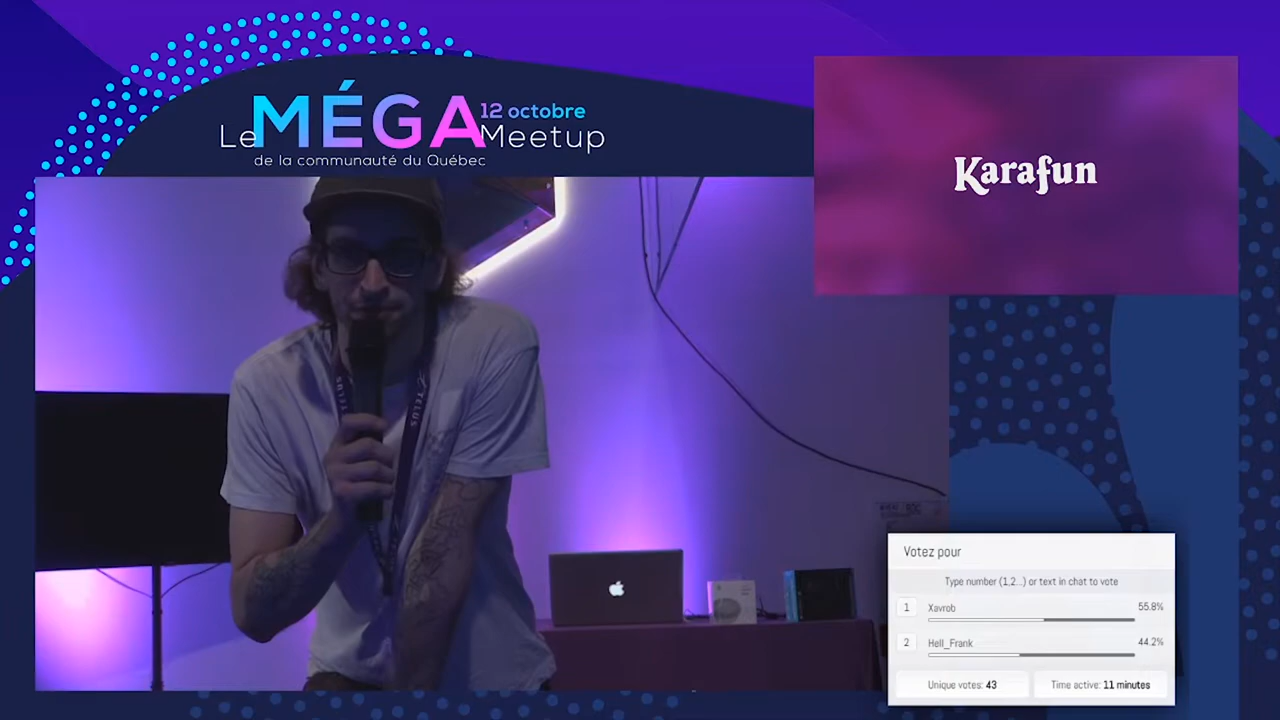 12 octobre
Le MÉGA Meetup
de la communauté du Québec
Karafun
TELUS
TELUS
Votez pour
Type number (1,2...) or text in chat to vote
1 Xavrob 55.8%
2 Hell_Frank 44.2%
Unique votes: 43 Time active: 11 minutes